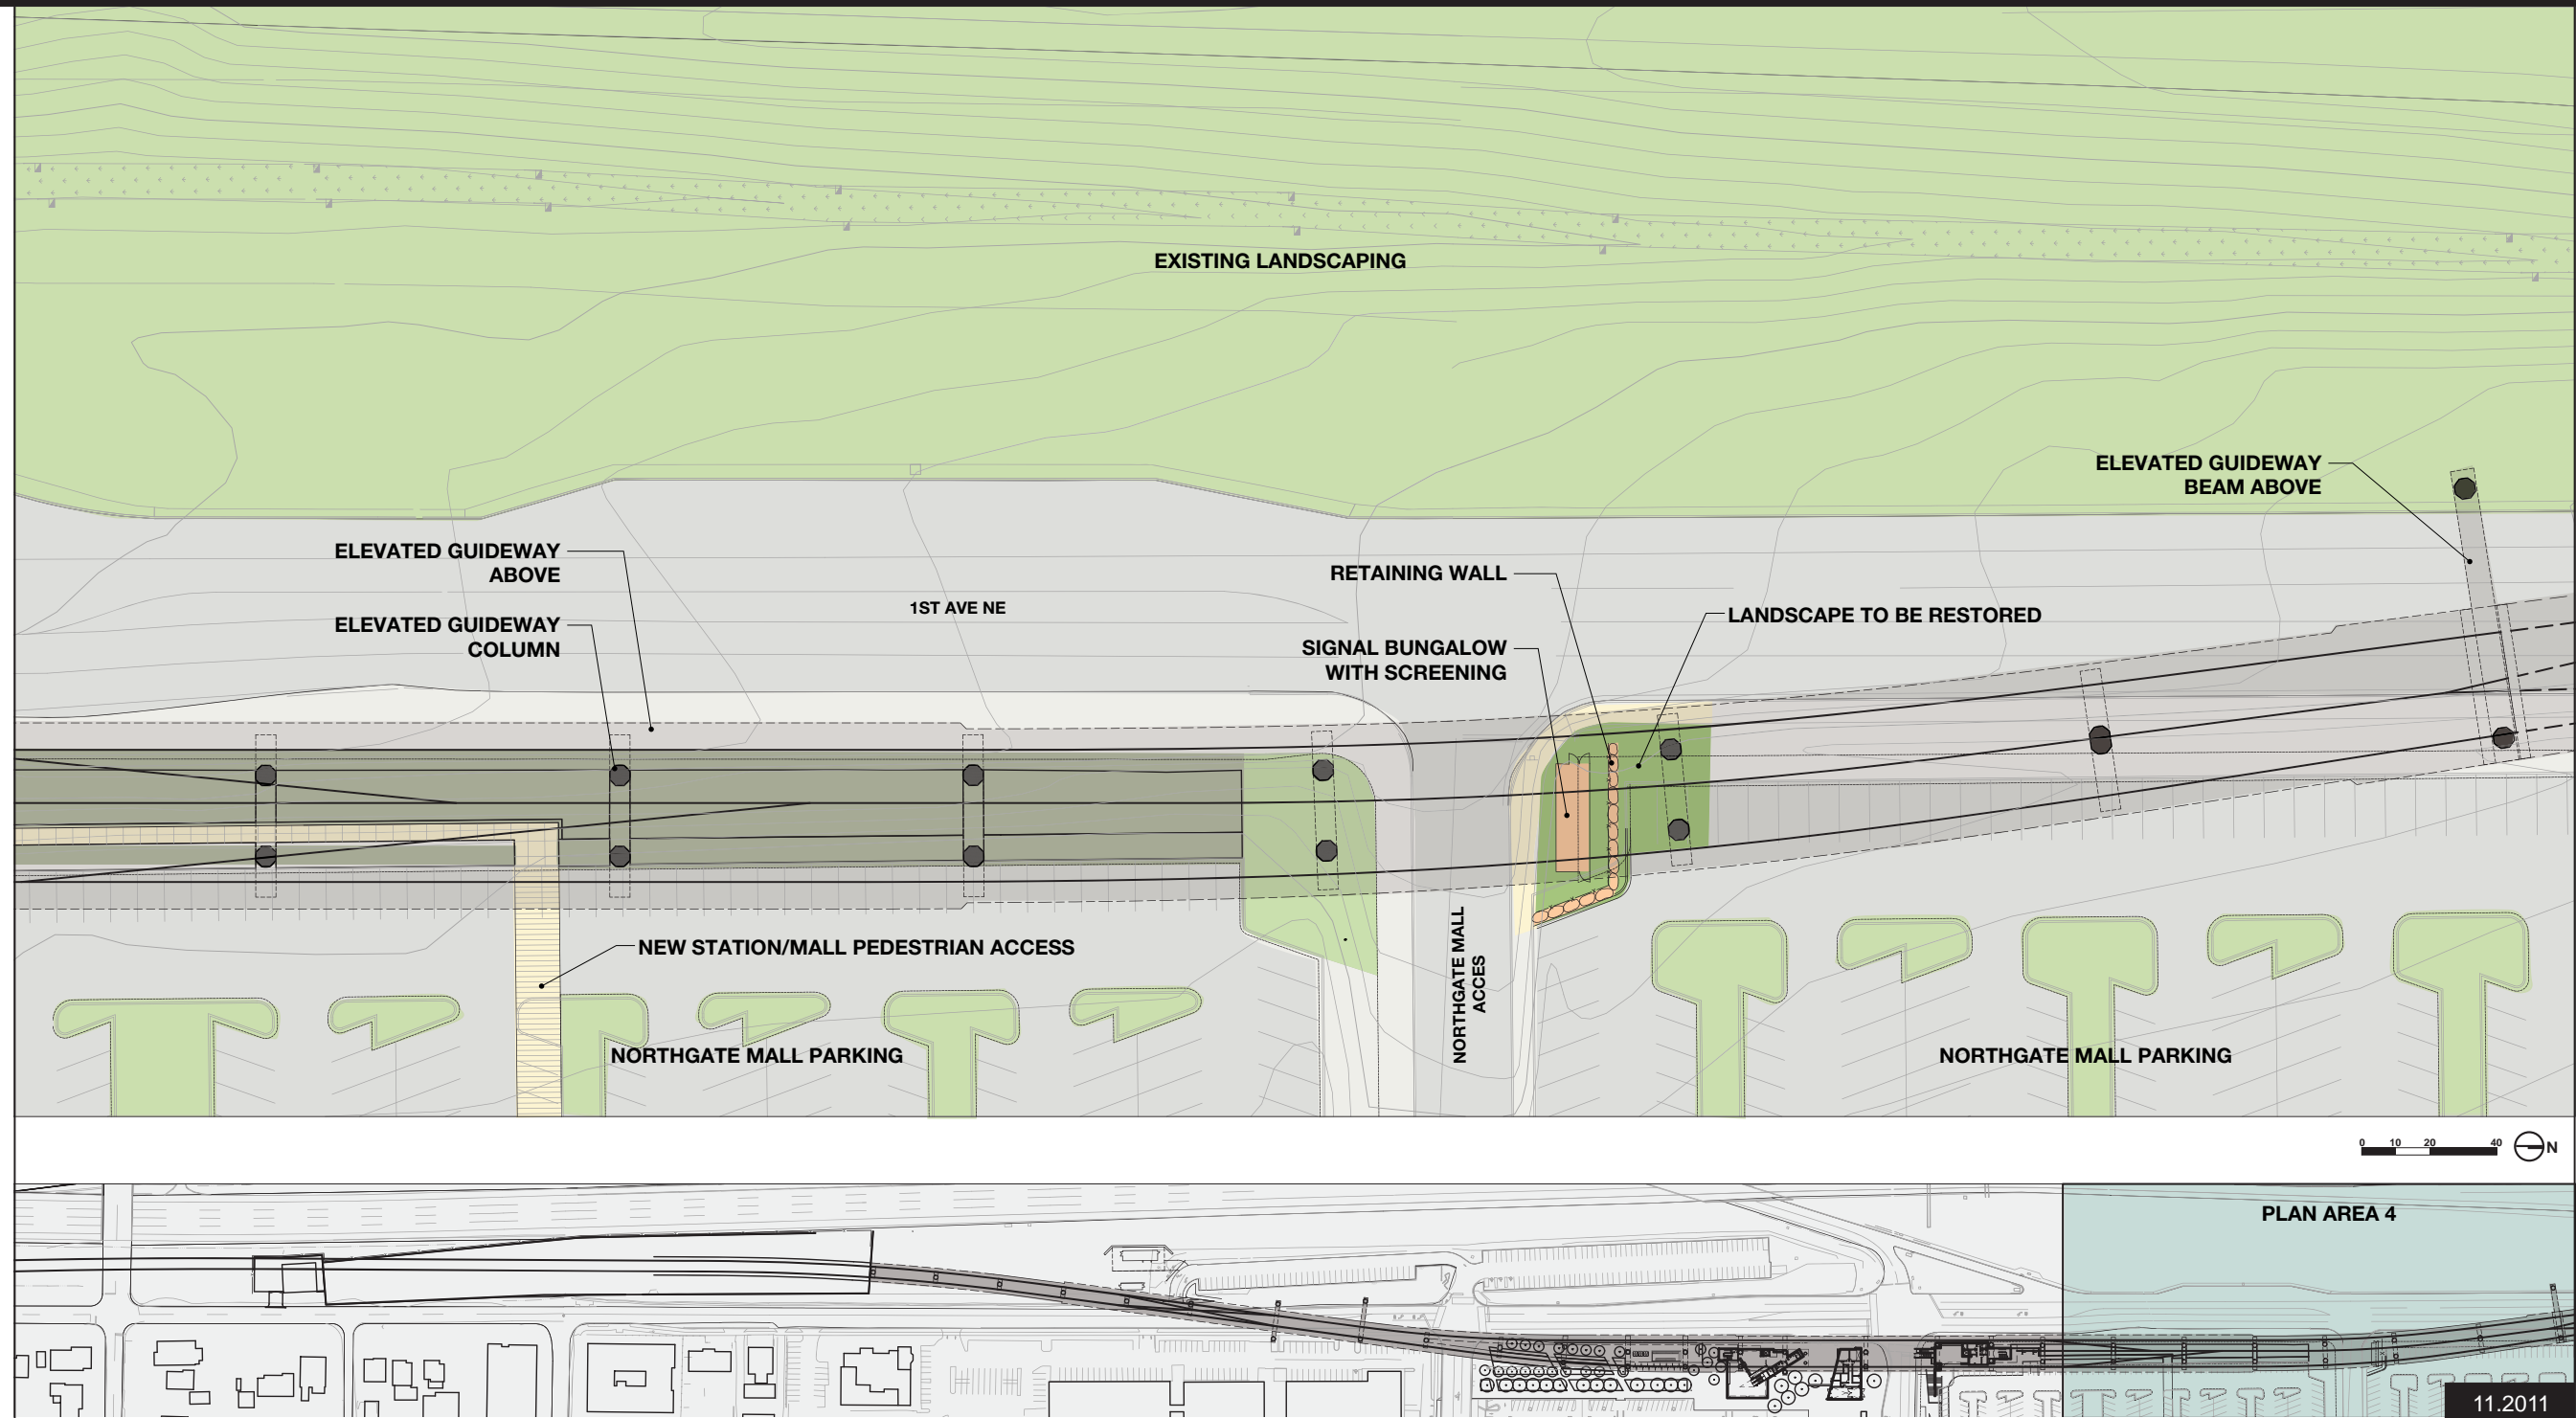 EXISTING LANDSCAPING
ELEVATED GUIDEWAY
BEAM ABOVE
ELEVATED GUIDEWAY
ABOVE
RETAINING WALL
1ST AVE NE
LANDSCAPE TO BE RESTORED
ELEVATED GUIDEWAY
COLUMN
SIGNAL BUNGALOW
WITH SCREENING
NEW STATION/MALL PEDESTRIAN ACCESS
NORTHGATE MALL
ACCES
NORTHGATE MALL PARKING
NORTHGATE MALL PARKING
0 10 20 40 N
PLAN AREA 4
11.2011